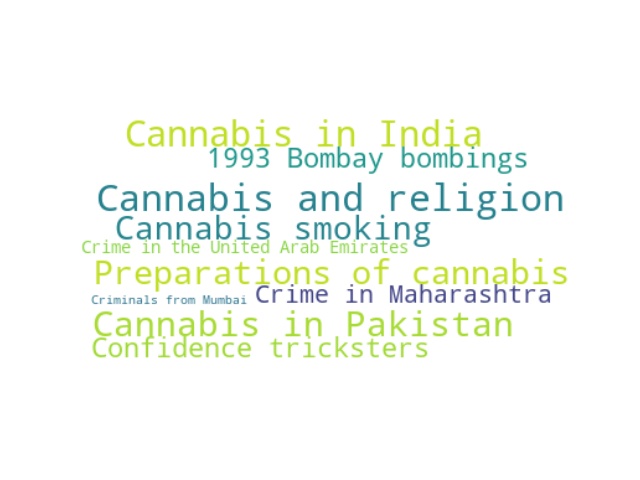 Cannabis in India
1993 Bombay bombings
Cannabis and religion
Cannabis smoking
Crime in the United Arab Emirates
Preparations of cannabis
Criminals from Mumbai
Crime in Maharashtra
Cannabis in Pakistan
Confidence tricksters